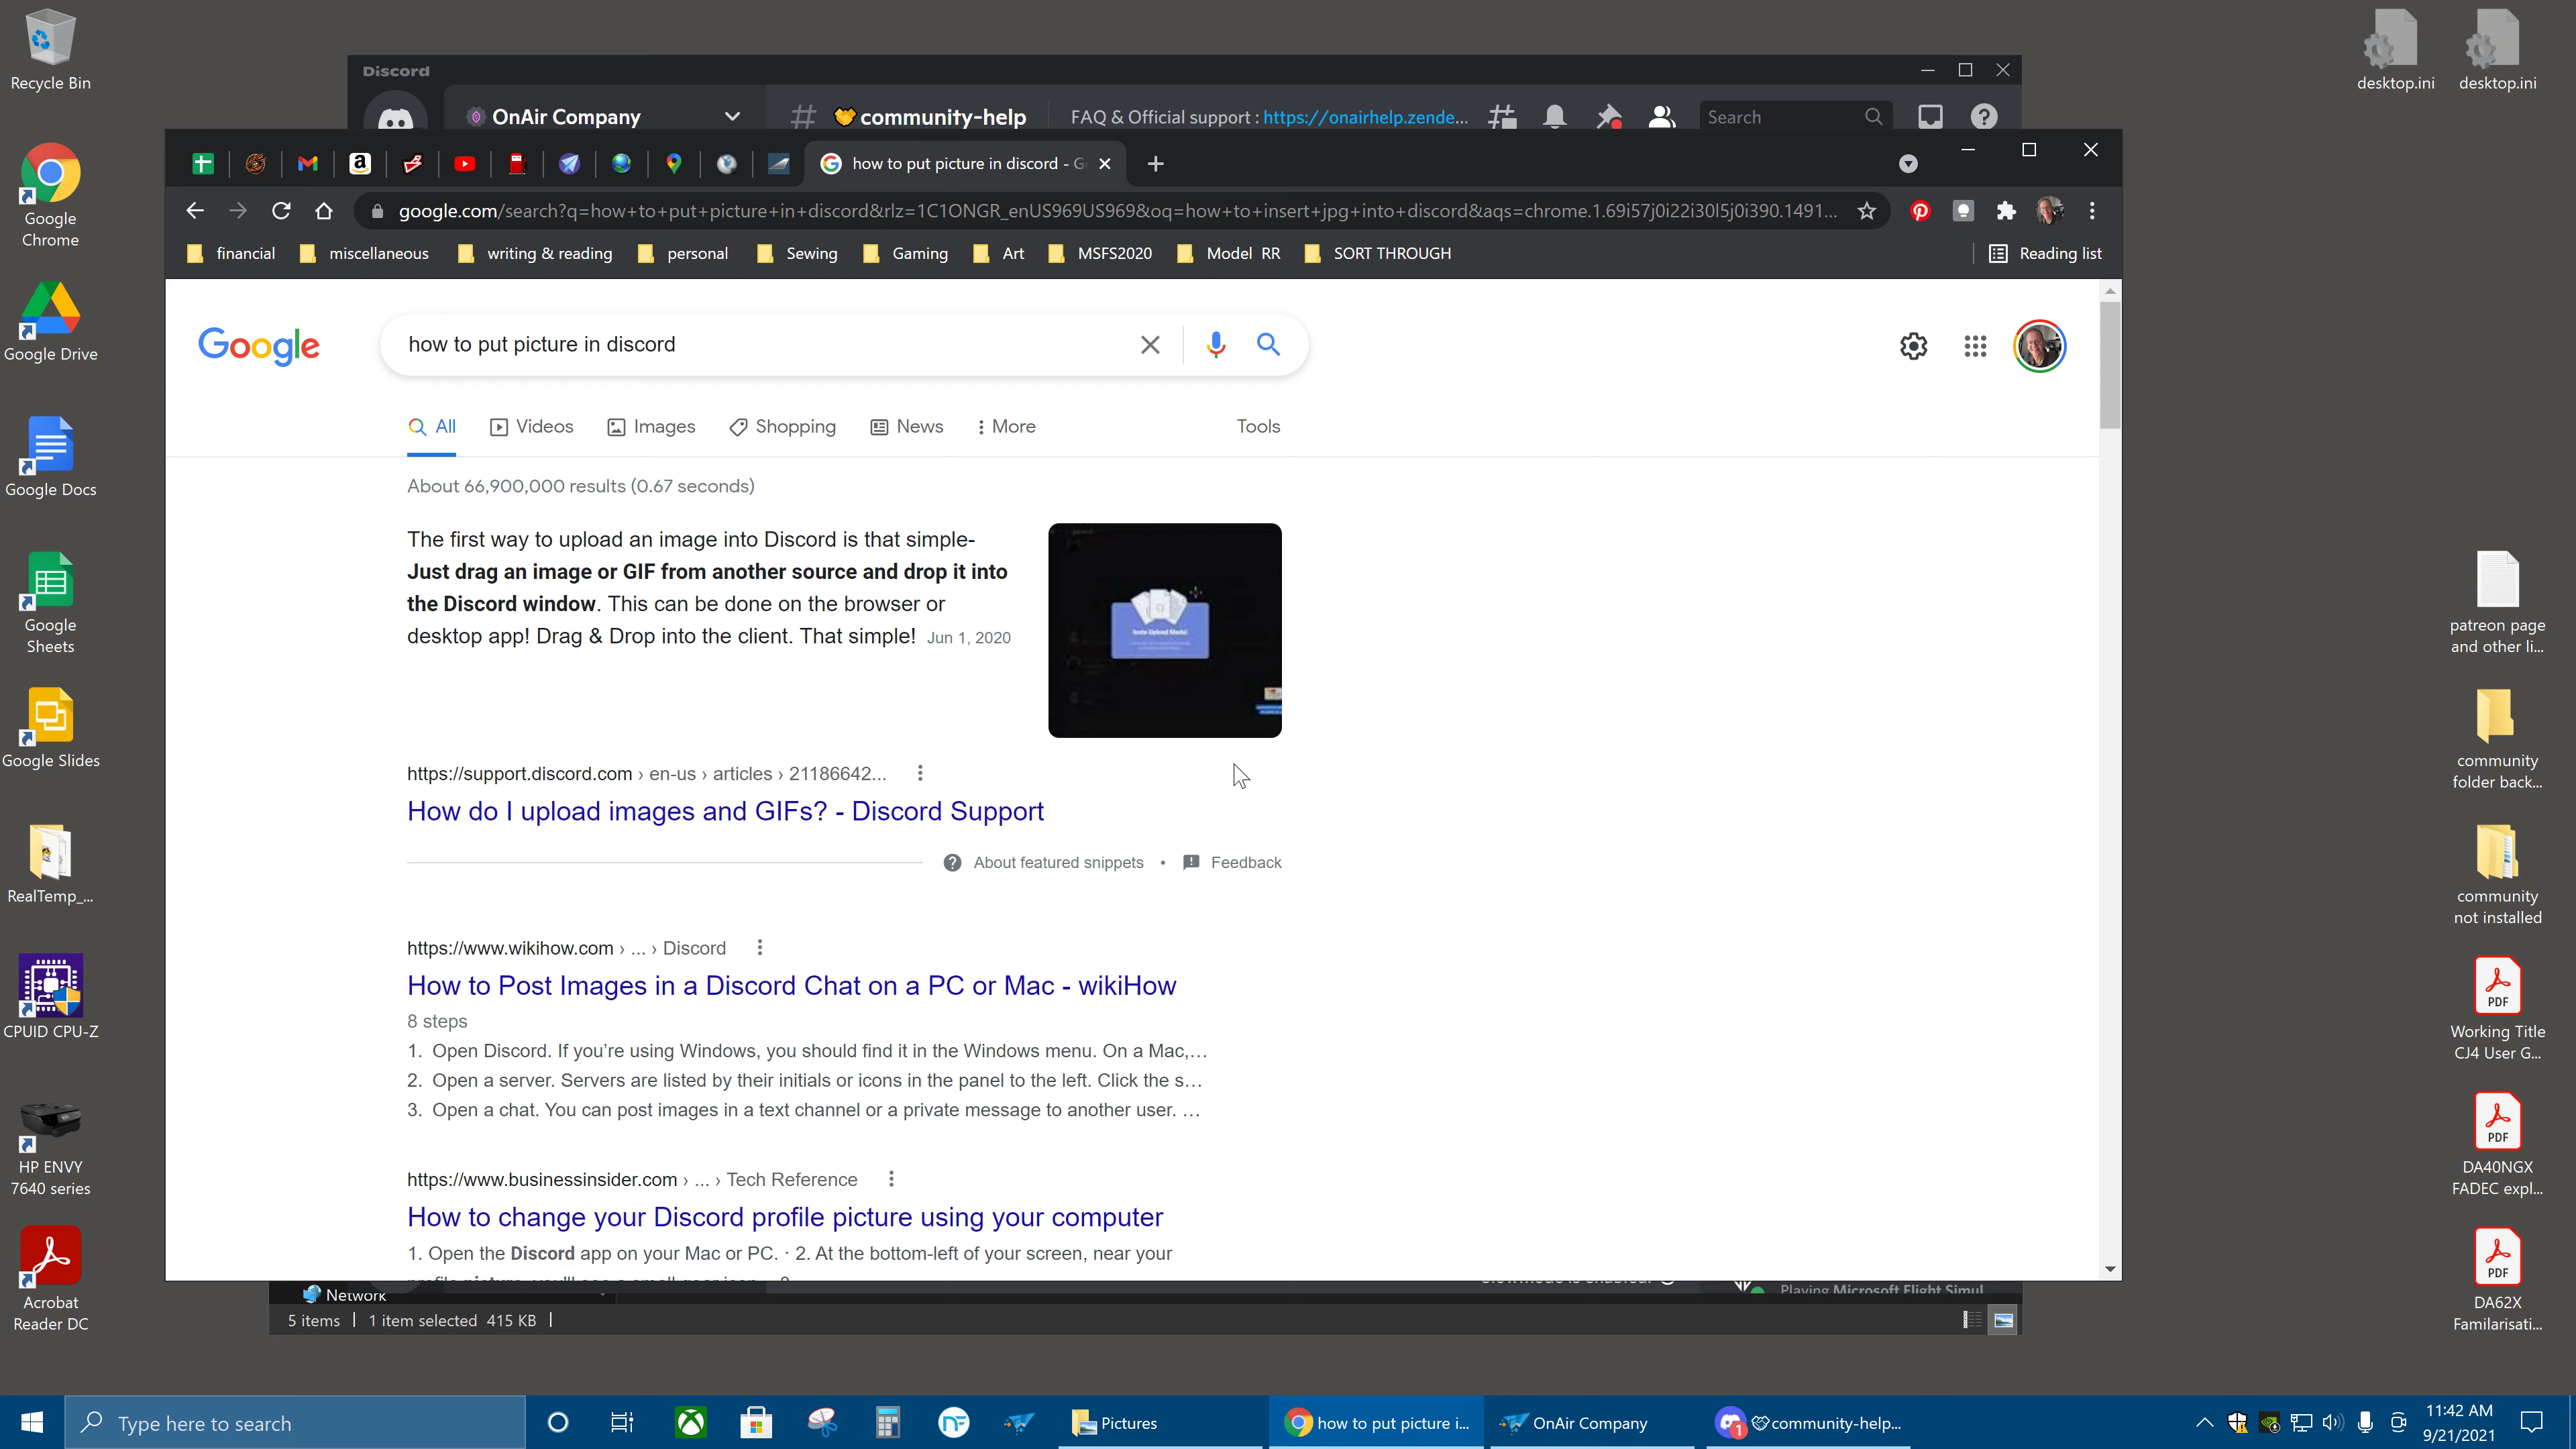 Recycle Bin
Google
Chrome
Google Drive
Google Docs
Google
Sheets
Google Slides
RealTemp_...
CPUID CPU-Z
HP ENVY
7640 series
Acrobat
Reader DC
desktop.ini
desktop.ini
Discord
OnAir Company
community-help
FAQ & Official support : https://onairhelp.zende...
Search
how to put picture in discord - G
google.com/search?q=how+to+put+picture+in+discord&rlz=1C1ONGR_enUS969US969&oq=how+to+insert+jpg+into+discord&aqs=chrome.1.69i57j0i22i30l5j0i390.1491...
financial
miscellaneous
writing & reading
personal
Sewing
Gaming
Art
MSFS2020
Model RR
SORT THROUGH
Reading list
Google
how to put picture in discord
All
Videos
Images
Shopping
News
More
Tools
About 66,900,000 results (0.67 seconds)
The first way to upload an image into Discord is that simple-
Just drag an image or GIF from another source and drop it into
the Discord window. This can be done on the browser or
desktop app! Drag & Drop into the client. That simple! Jun 1, 2020
https://support.discord.com › en-us › articles › 21186642...
How do I upload images and GIFs? - Discord Support
About featured snippets • Feedback
https://www.wikihow.com › ... › Discord
How to Post Images in a Discord Chat on a PC or Mac - wikiHow
8 steps
1. Open Discord. If you're using Windows, you should find it in the Windows menu. On a Mac,...
2. Open a server. Servers are listed by their initials or icons in the panel to the left. Click the s...
3. Open a chat. You can post images in a text channel or a private message to another user. ...
https://www.businessinsider.com › ... › Tech Reference
How to change your Discord profile picture using your computer
1. Open the Discord app on your Mac or PC. · 2. At the bottom-left of your screen, near your
Network
Playing Microsoft Flight Simul
5 items
1 item selected 415 KB
patreon page
and other li...
community
folder back...
community
not installed
PDF
Working Title
CJ4 User G...
PDF
DA40NGX
FADEC expl...
PDF
DA62X
Familarisati...
Type here to search
Pictures
how to put picture i...
OnAir Company
1
community-help...
11:42 AM
9/21/2021